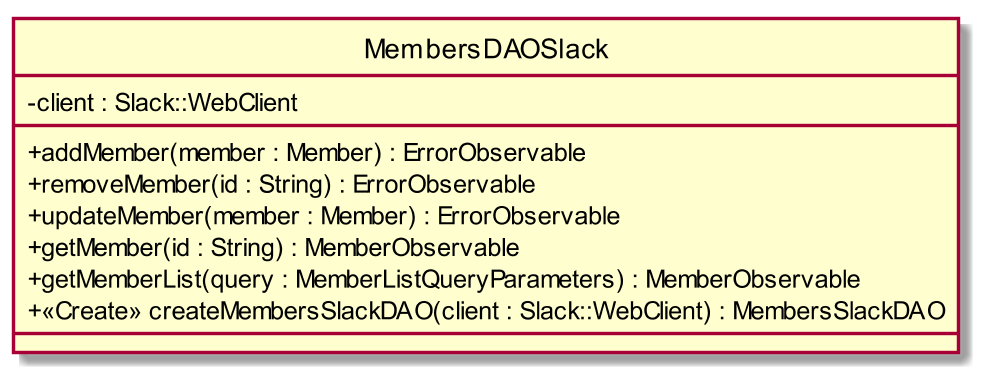 MembersDAOSlack
-client : Slack::WebClient
+addMember(member : Member) : ErrorObservable
+removeMember(id : String) : ErrorObservable
+updateMember(member : Member) : ErrorObservable
+getMember(id : String) : MemberObservable
+getMemberList(query : MemberListQueryParameters) : MemberObservable
+«Create» createMembersSlackDAO(client : Slack::WebClient) : MembersSlackDAO